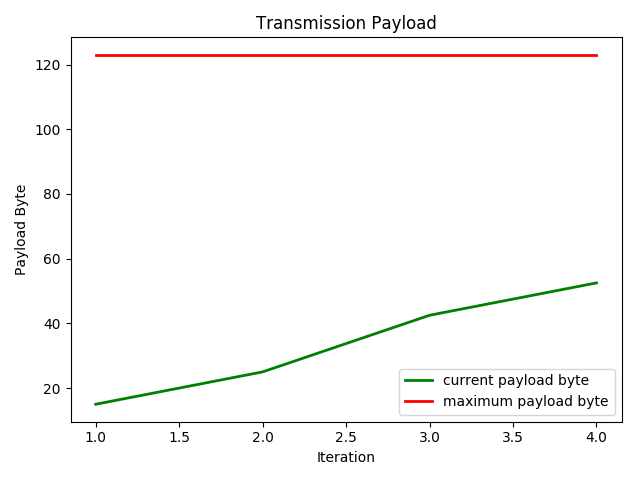 Transmission Payload
120
100
80
60
40
20
Payload Byte
current payload byte
maximum payload byte
1.0 1.5 2.0 2.5 3.0 3.5 4.0
Iteration